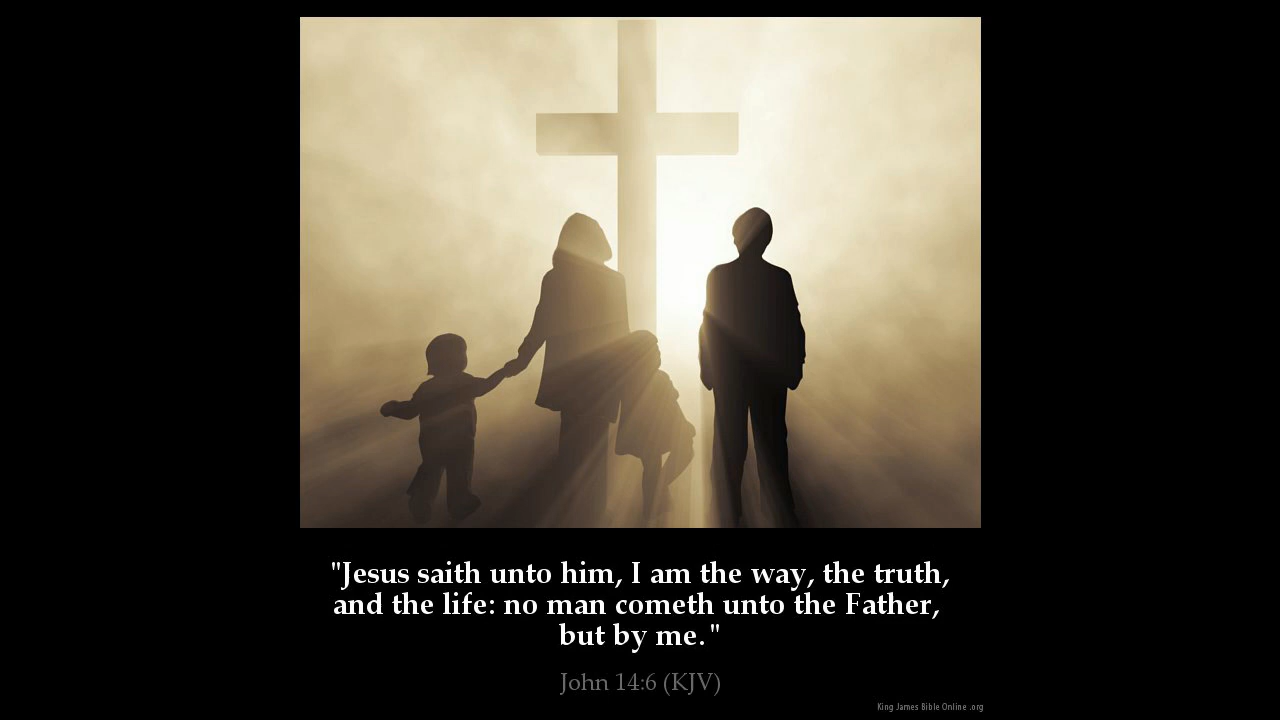 "Jesus saith unto him, I am the way, the truth,
and the life: no man cometh unto the Father,
but by me."
John 14:6 (KJV)
King James Bible Online .org